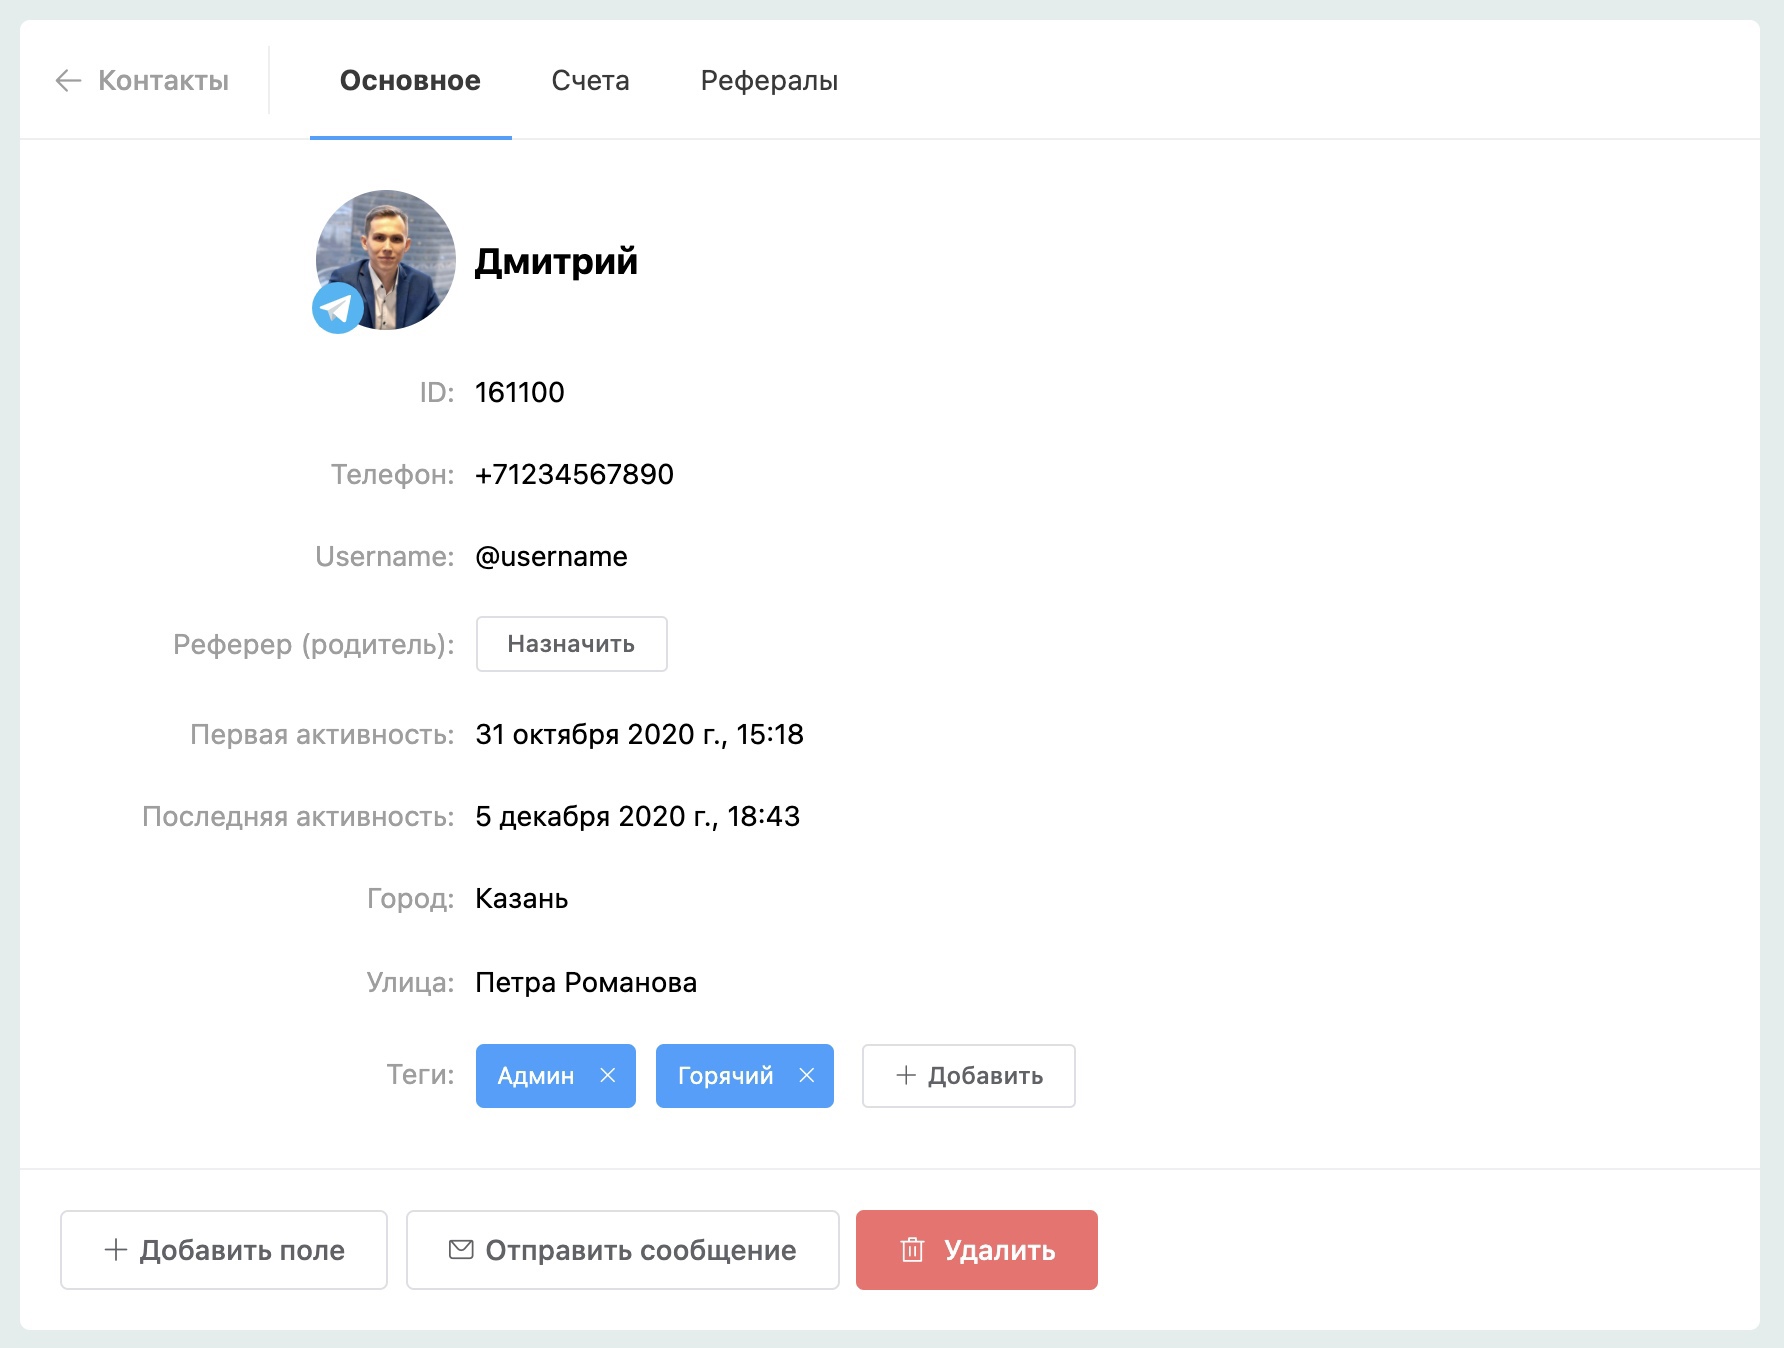 Контакты
Основное
Счета
Рефералы
Дмитрий
ID: 161100
Телефон: +71234567890
Username: @username
Реферер (родитель): Назначить
Первая активность: 31 октября 2020 г., 15:18
Последняя активность: 5 декабря 2020 г., 18:43
Город: Казань
Улица: Петра Романова
Теги: Админ Горячий Добавить
Добавить поле
Отправить сообщение
Удалить